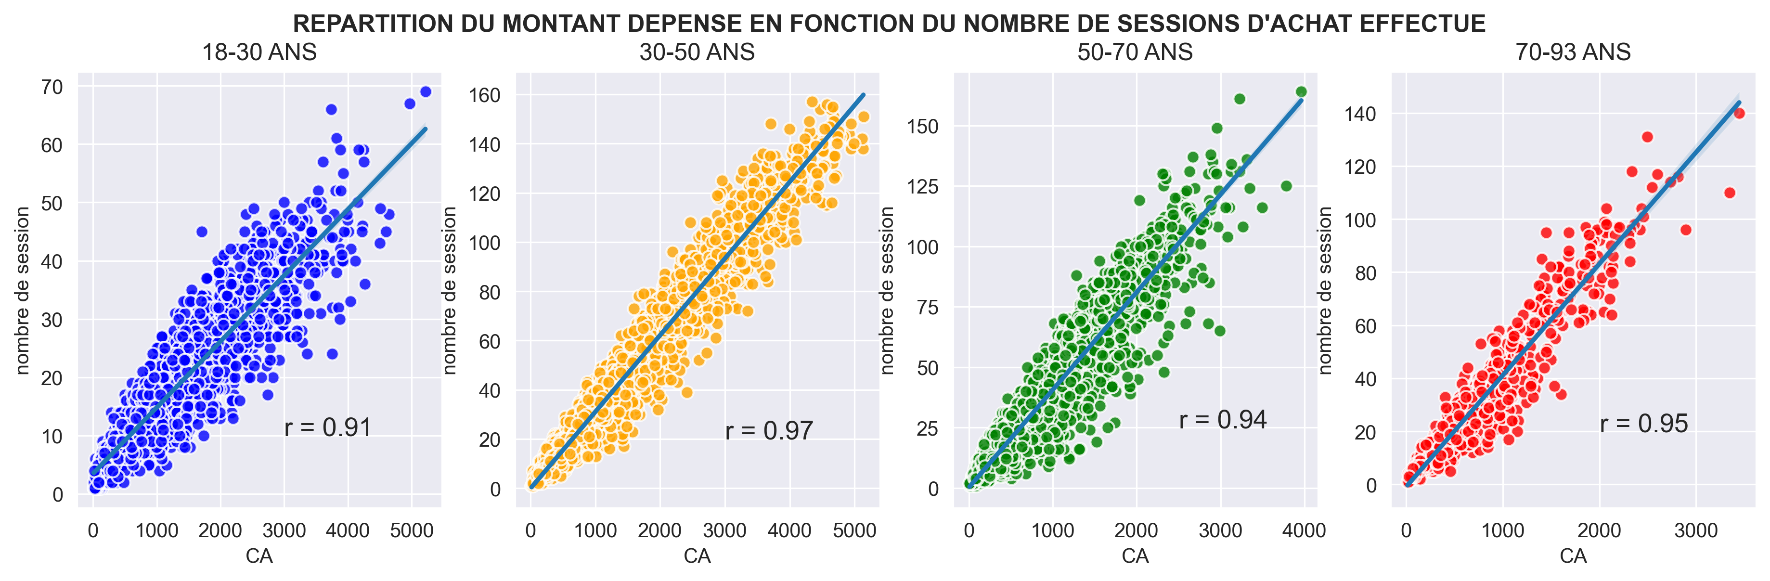 REPARTITION DU MONTANT DEPENSE EN FONCTION DU NOMBRE DE SESSIONS D'ACHAT EFFECTUE
18-30 ANS
nombre de session
70
60
50
40
30
20
10
0
r = 0.91
0 1000 2000 3000 4000 5000
CA
30-50 ANS
nombre de session
160
140
120
100
80
60
40
20
0
r = 0.97
0 1000 2000 3000 4000 5000
CA
50-70 ANS
nombre de session
150
125
100
75
50
25
0
r = 0.94
0 1000 2000 3000 4000
CA
70-93 ANS
nombre de session
140
120
100
80
60
40
20
0
r = 0.95
0 1000 2000 3000
CA